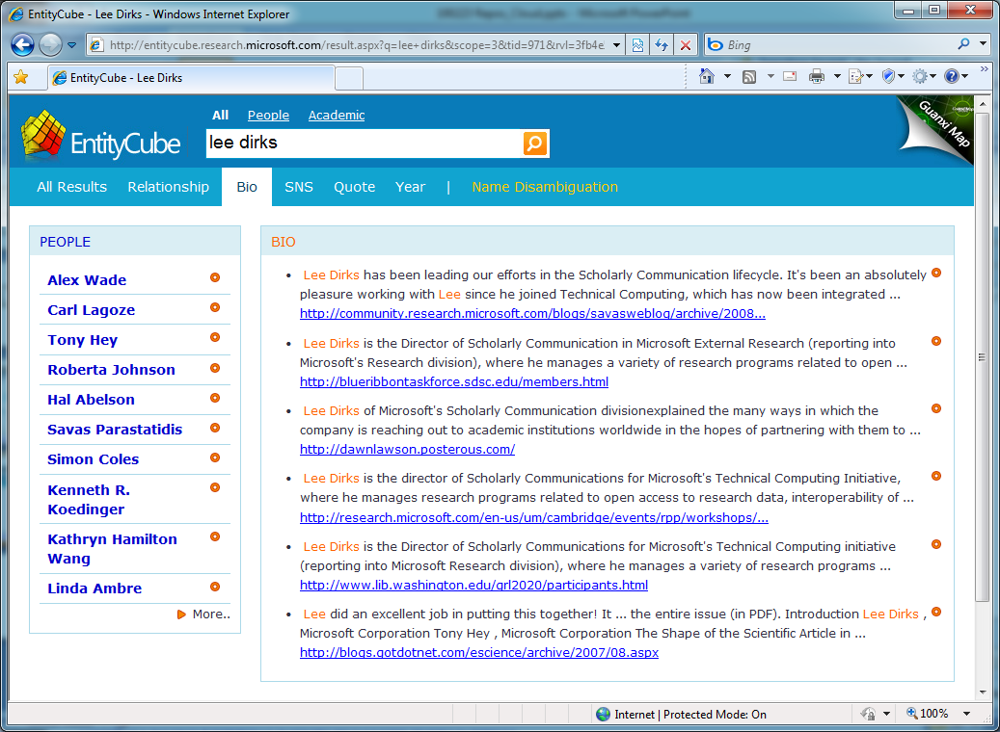 EntityCube - Lee Dirks - Windows Internet Explorer
http://entitycube.research.microsoft.com/result.aspx?q=lee+dirks&scope=3&tid=971&rvl=3fb4e
Bing
EntityCube - Lee Dirks
All People Academic
EntityCube
lee dirks
Guanxi Map
All Results Relationship Bio SNS Quote Year | Name Disambiguation
PEOPLE
Alex Wade
Carl Lagoze
Tony Hey
Roberta Johnson
Hal Abelson
Savas Parastatidis
Simon Coles
Kenneth R.
Koedinger
Kathryn Hamilton
Wang
Linda Ambre
More..
BIO
• Lee Dirks has been leading our efforts in the Scholarly Communication lifecycle. It's been an absolutely
pleasure working with Lee since he joined Technical Computing, which has now been integrated ...
http://community.research.microsoft.com/blogs/savasweblog/archive/2008...
• Lee Dirks is the Director of Scholarly Communication in Microsoft External Research (reporting into
Microsoft's Research division), where he manages a variety of research programs related to open ...
http://blueribbontaskforce.sdsc.edu/members.html
• Lee Dirks of Microsoft's Scholarly Communication divisionexplained the many ways in which the
company is reaching out to academic institutions worldwide in the hopes of partnering with them to ...
http://dawnlawson.posterous.com/
• Lee Dirks is the director of Scholarly Communications for Microsoft's Technical Computing Initiative,
where he manages research programs related to open access to research data, interoperability of ...
http://research.microsoft.com/en-us/um/cambridge/events/rpp/workshops/...
• Lee Dirks is the Director of Scholarly Communications for Microsoft's Technical Computing initiative
(reporting into Microsoft Research division), where he manages a variety of research programs ...
http://www.lib.washington.edu/grl2020/participants.html
• Lee did an excellent job in putting this together! It ... the entire issue (in PDF). Introduction Lee Dirks ,
Microsoft Corporation Tony Hey , Microsoft Corporation The Shape of the Scientific Article in ...
http://blogs.gotdotnet.com/escience/archive/2007/08.aspx
Internet | Protected Mode: On
100%